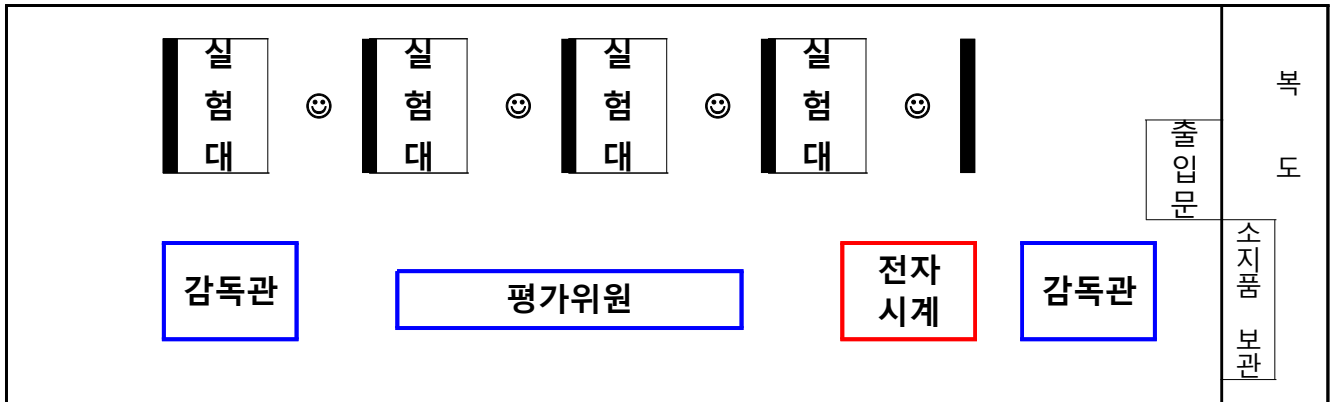 실험대
실험대
실험대
실험대
복도
출입문
소지품 보관
감독관
평가위원
전자
시계
감독관